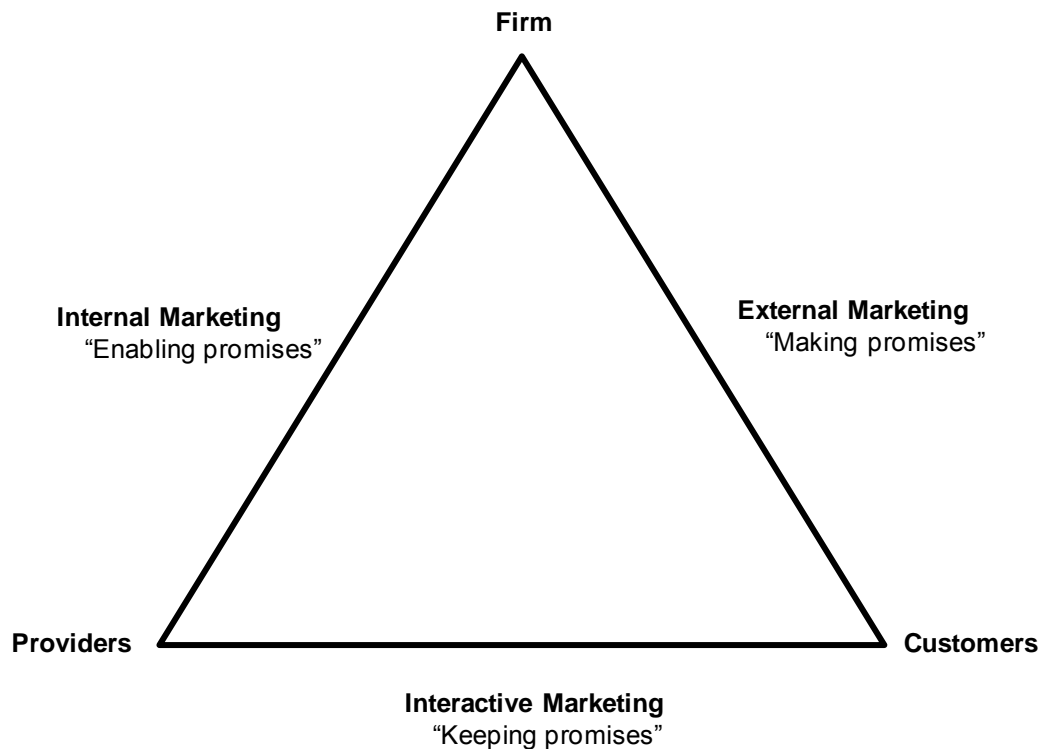 Firm
Internal Marketing
“Enabling promises”
External Marketing
“Making promises”
Providers
Customers
Interactive Marketing
“Keeping promises”